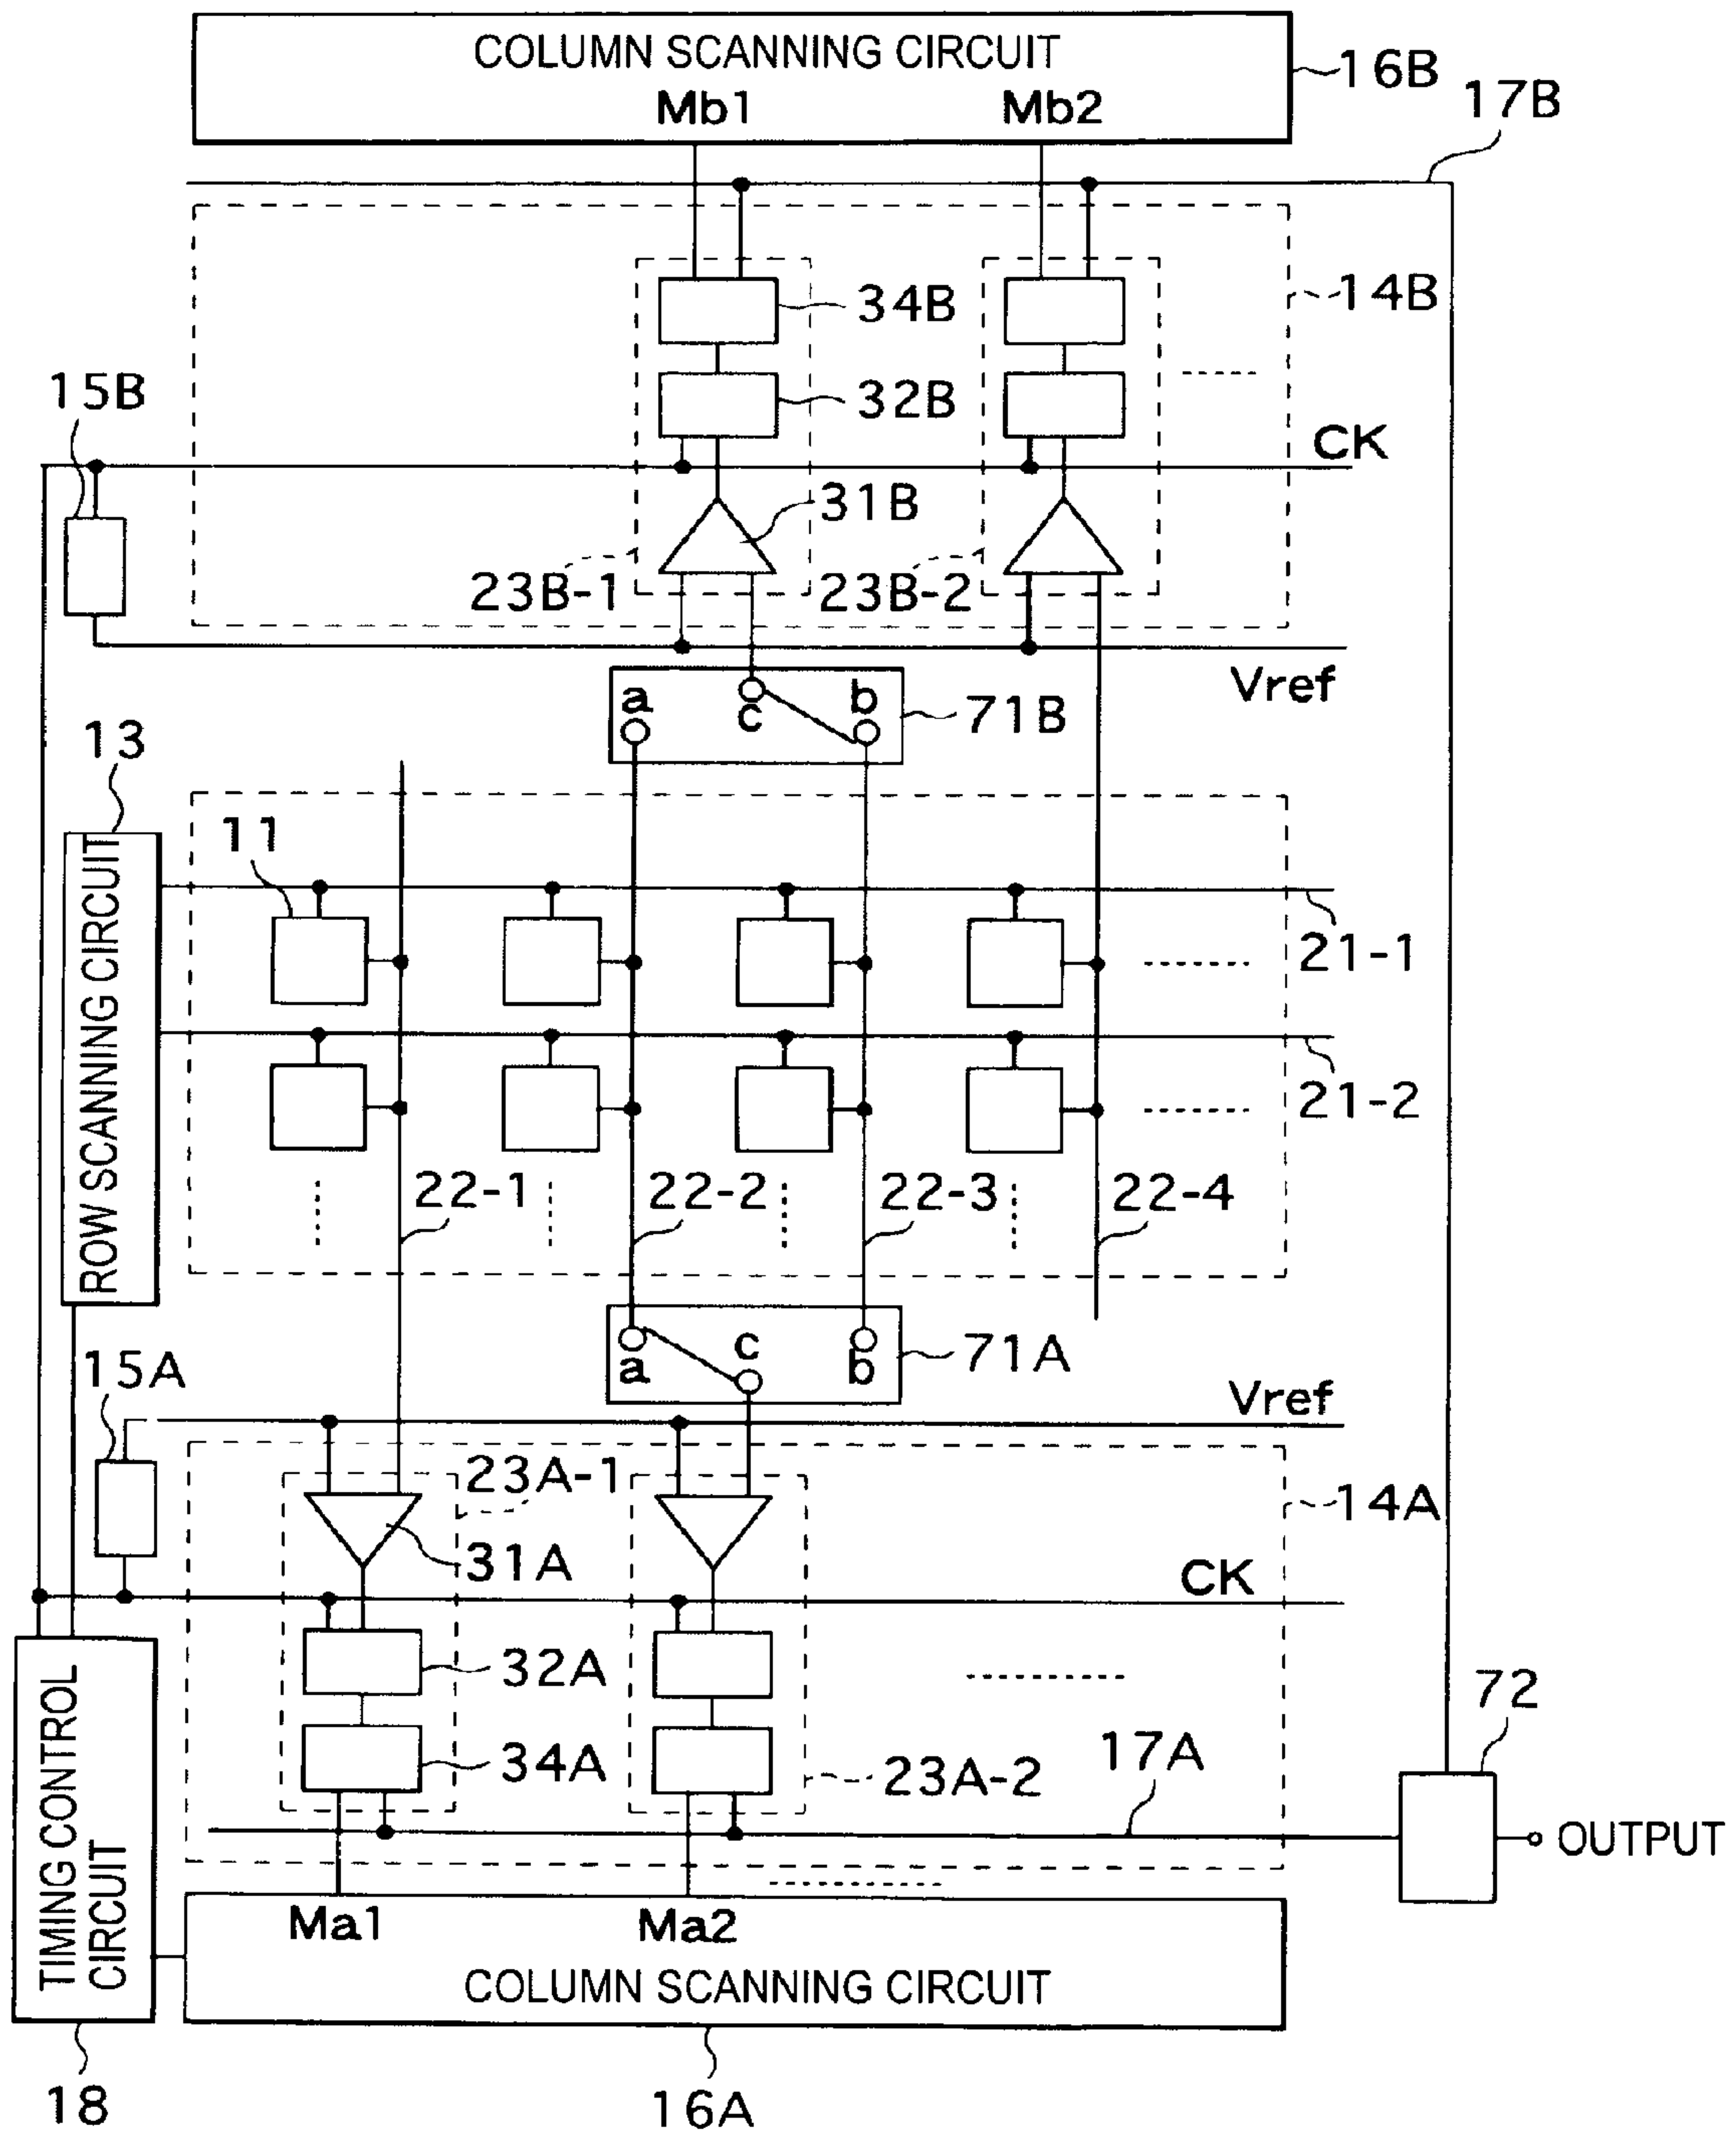 COLUMN SCANNING CIRCUIT
Mb1
Mb2
16B
17B
34B
14B
15B
32B
CK
31B
23B-1
23B-2
Vref
a
c
b
71B
13
11
ROW SCANNING CIRCUIT
21-1
21-2
22-1
22-2
22-3
22-4
a
c
b
71A
15A
Vref
23A-1
14A
31A
CK
32A
72
34A
23A-2
17A
TIMING CONTROL
CIRCUIT
OUTPUT
Ma1
Ma2
COLUMN SCANNING CIRCUIT
18
16A